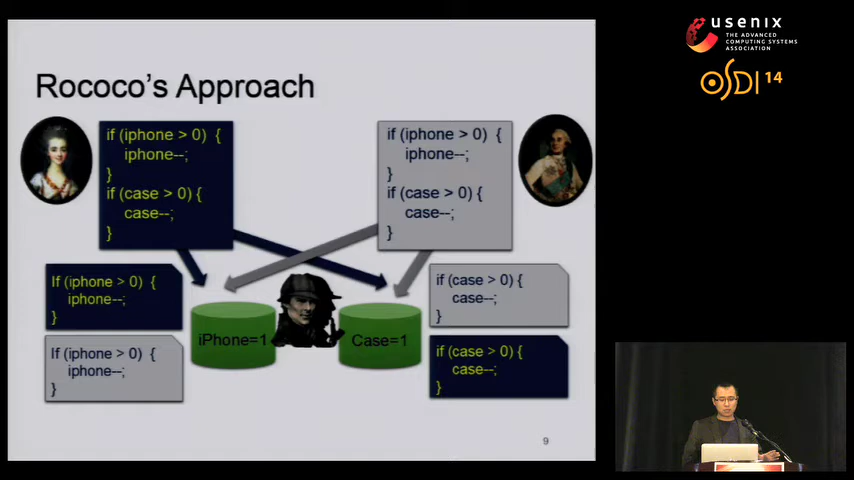 usenix
THE ADVANCED
COMPUTING SYSTEMS
ASSOCIATION
OSDI 14
Rococo's Approach
if (iphone > 0) {
iphone--;
}
if (case > 0) {
case--;
}
if (iphone > 0) {
iphone--;
}
if (case > 0) {
case--;
}
If (iphone > 0) {
iphone--;
}
If (iphone > 0) {
iphone--;
}
iPhone=1
Case=1
if (case > 0) {
case--;
}
if (case > 0) {
case--;
}
9